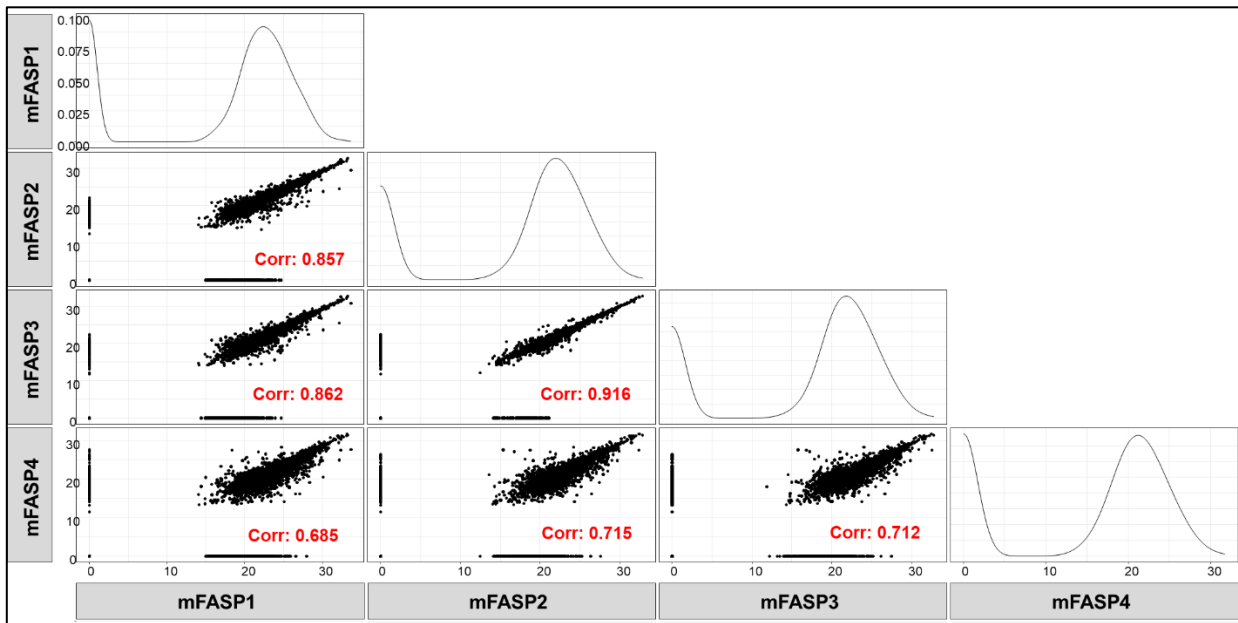 mFASP1
0.100
0.075
0.050
0.025
0.000
mFASP2
30
20
10
0
Corr: 0.857
mFASP3
30
20
10
0
Corr: 0.862
Corr: 0.916
mFASP4
30
20
10
0
Corr: 0.685
Corr: 0.715
Corr: 0.712
0 10 20 30 0 10 20 30 0 10 20 30 0 10 20 30
mFASP1 mFASP2 mFASP3 mFASP4